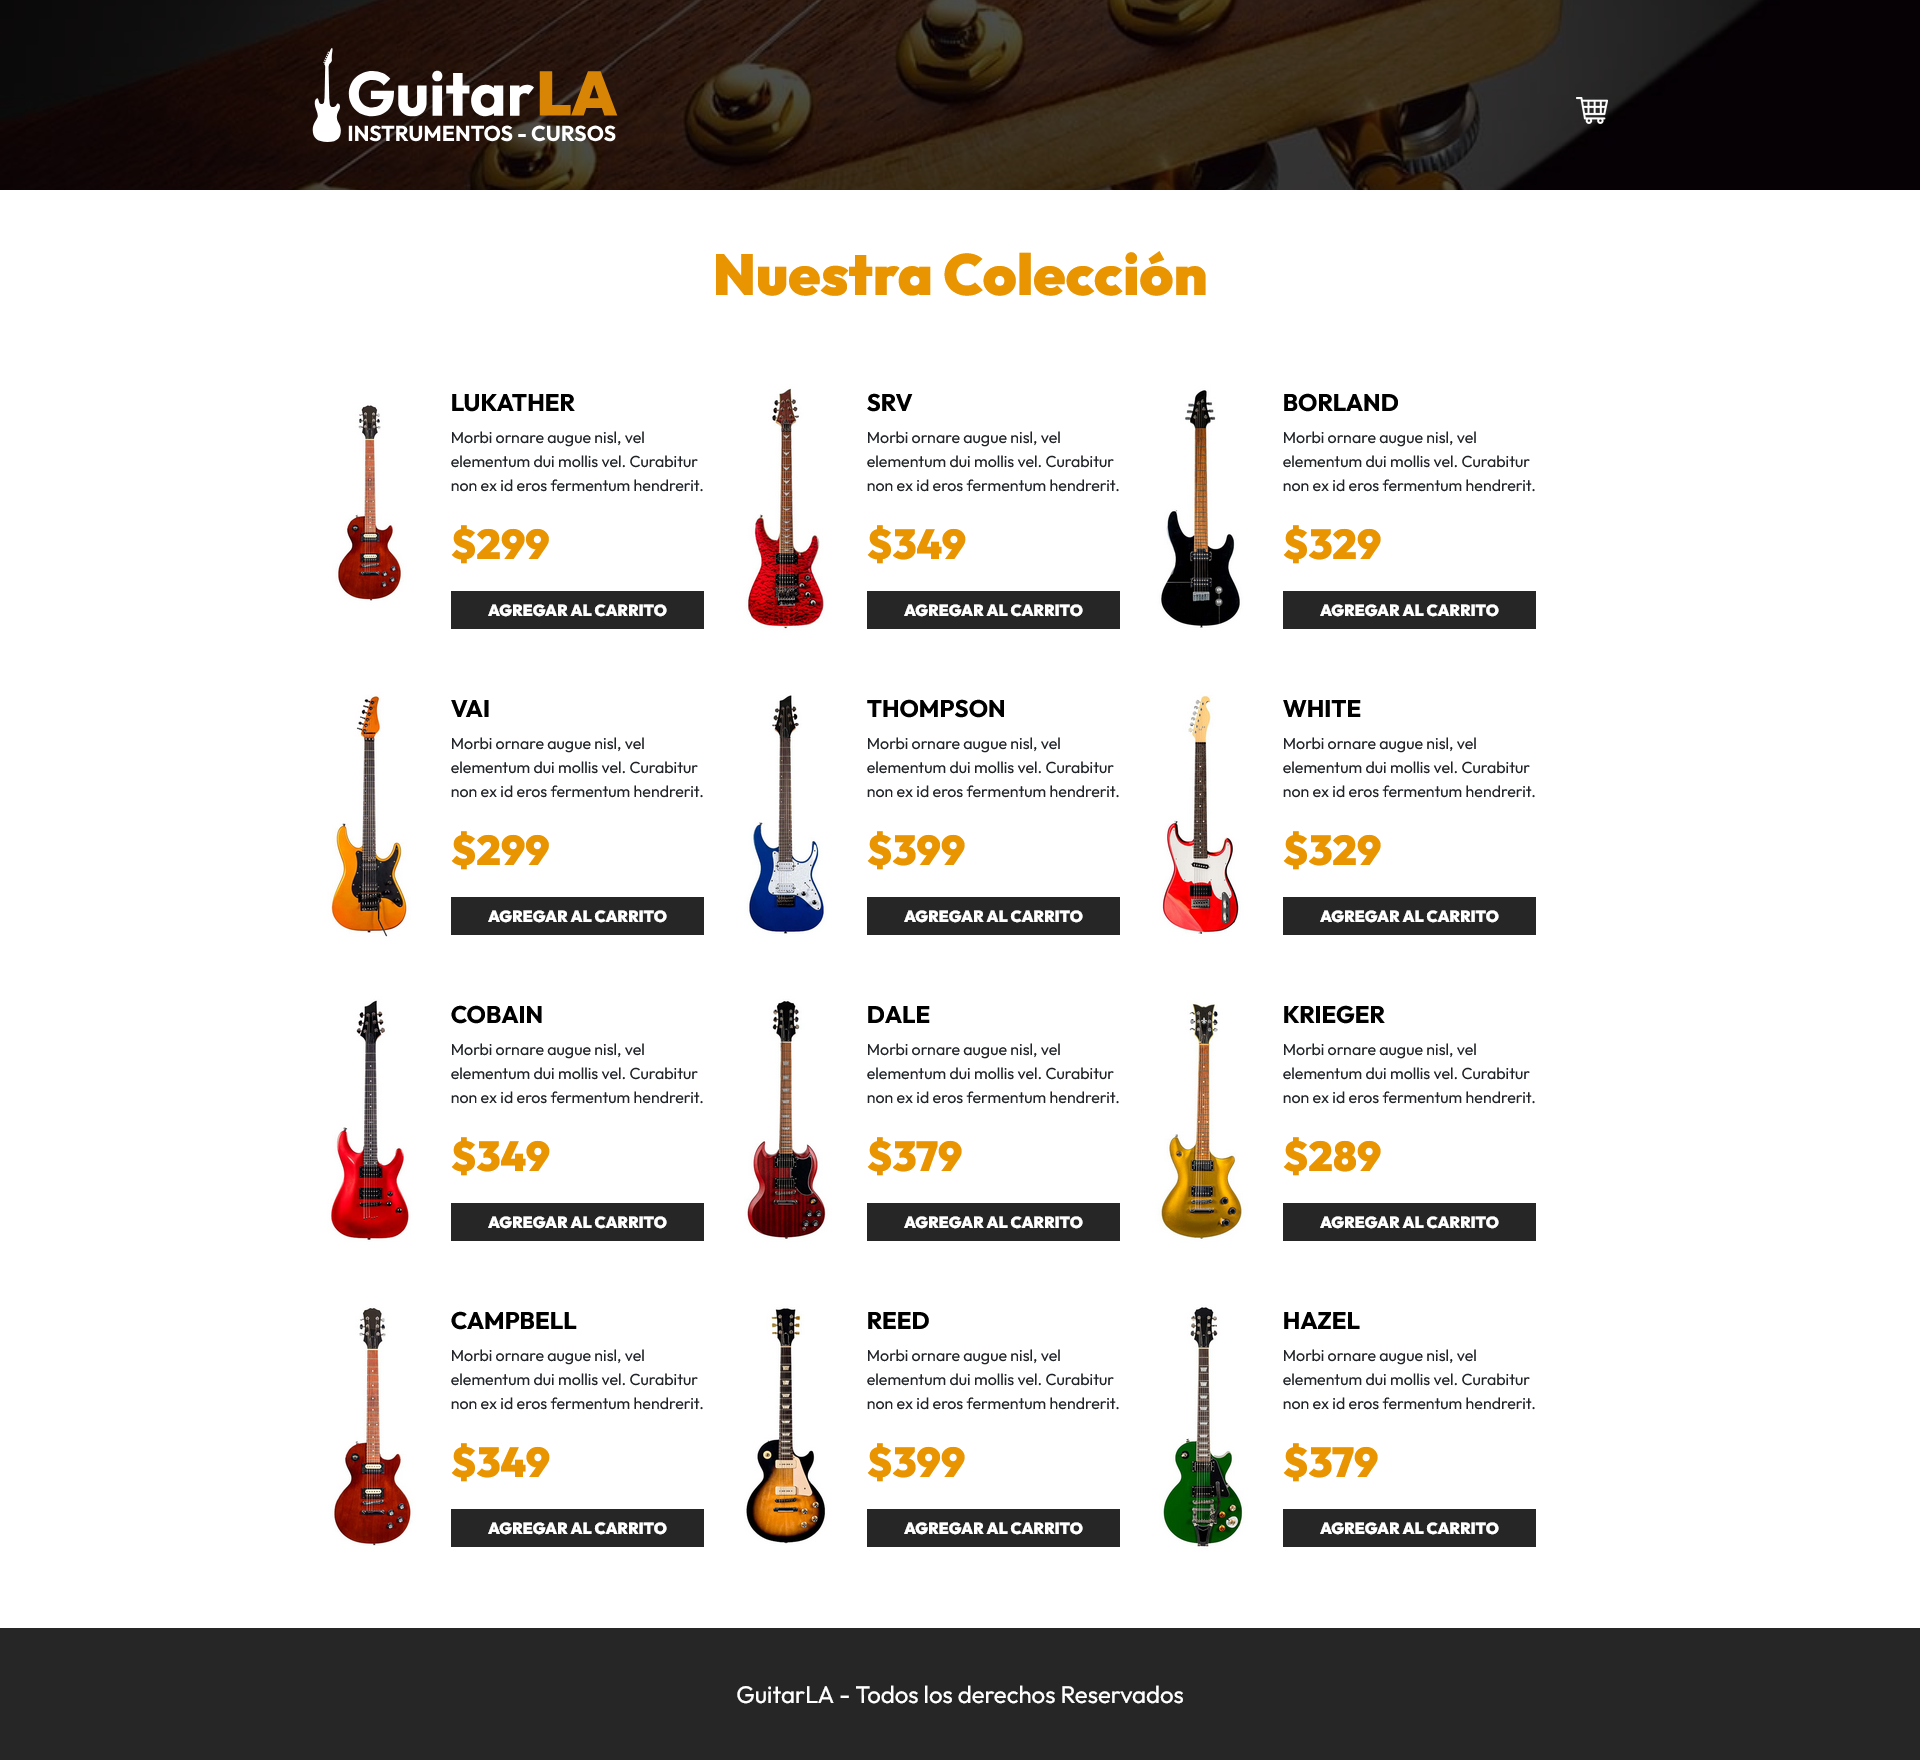 GuitarLA
INSTRUMENTOS - CURSOS
Nuestra Colección
LUKATHER
Morbi ornare augue nisl, vel
elementum dui mollis vel. Curabitur
non ex id eros fermentum hendrerit.
$299
AGREGAR AL CARRITO
SRV
Morbi ornare augue nisl, vel
elementum dui mollis vel. Curabitur
non ex id eros fermentum hendrerit.
$349
AGREGAR AL CARRITO
BORLAND
Morbi ornare augue nisl, vel
elementum dui mollis vel. Curabitur
non ex id eros fermentum hendrerit.
$329
AGREGAR AL CARRITO
VAI
Morbi ornare augue nisl, vel
elementum dui mollis vel. Curabitur
non ex id eros fermentum hendrerit.
$299
AGREGAR AL CARRITO
THOMPSON
Morbi ornare augue nisl, vel
elementum dui mollis vel. Curabitur
non ex id eros fermentum hendrerit.
$399
AGREGAR AL CARRITO
WHITE
Morbi ornare augue nisl, vel
elementum dui mollis vel. Curabitur
non ex id eros fermentum hendrerit.
$329
AGREGAR AL CARRITO
COBAIN
Morbi ornare augue nisl, vel
elementum dui mollis vel. Curabitur
non ex id eros fermentum hendrerit.
$349
AGREGAR AL CARRITO
DALE
Morbi ornare augue nisl, vel
elementum dui mollis vel. Curabitur
non ex id eros fermentum hendrerit.
$379
AGREGAR AL CARRITO
KRIEGER
Morbi ornare augue nisl, vel
elementum dui mollis vel. Curabitur
non ex id eros fermentum hendrerit.
$289
AGREGAR AL CARRITO
CAMPBELL
Morbi ornare augue nisl, vel
elementum dui mollis vel. Curabitur
non ex id eros fermentum hendrerit.
$349
AGREGAR AL CARRITO
REED
Morbi ornare augue nisl, vel
elementum dui mollis vel. Curabitur
non ex id eros fermentum hendrerit.
$399
AGREGAR AL CARRITO
HAZEL
Morbi ornare augue nisl, vel
elementum dui mollis vel. Curabitur
non ex id eros fermentum hendrerit.
$379
AGREGAR AL CARRITO
GuitarLA - Todos los derechos Reservados